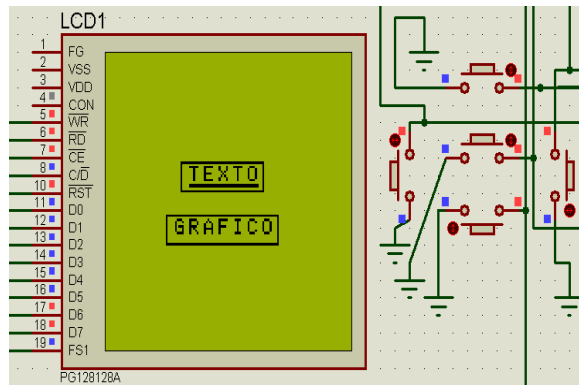 LCD1
1 FG
2 VSS
3 VDD
4 CON
5 WR
6 RD
7 CE
8 C/D
10 RST
11 D0
12 D1
13 D2
14 D3
15 D4
16 D5
17 D6
18 D7
19 FS1
TEXTO
GRAFICO
PG128128A